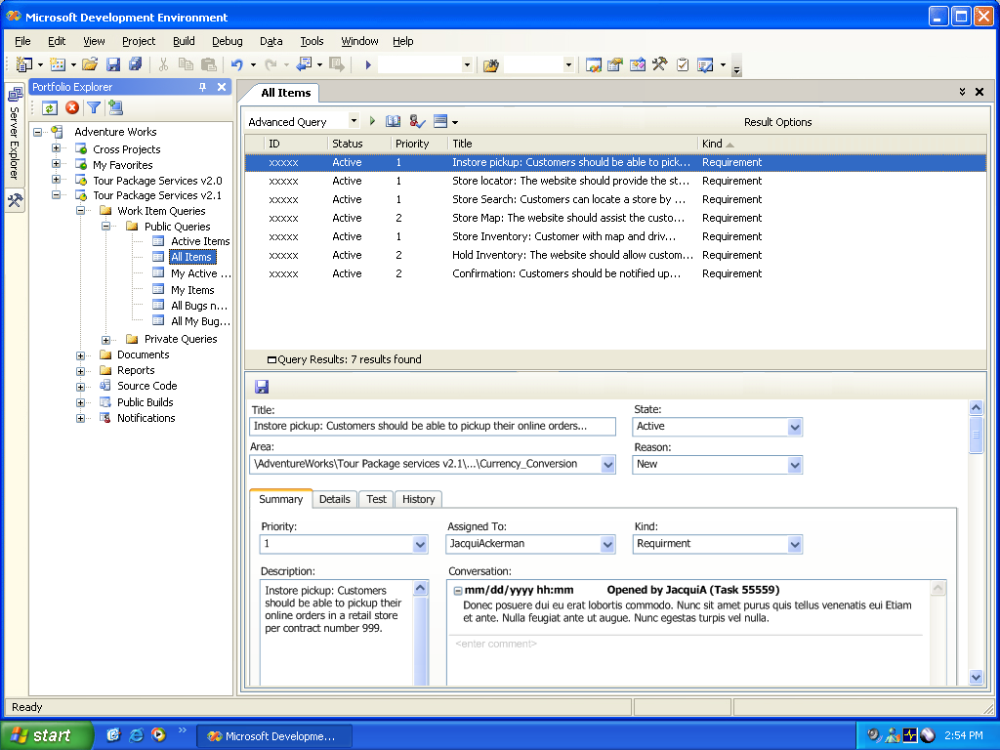 Microsoft Development Environment
File Edit View Project Build Debug Data Tools Window Help
Portfolio Explorer
Server Explorer
Adventure Works
Cross Projects
My Favorites
Tour Package Services v2.0
Tour Package Services v2.1
Work Item Queries
Public Queries
Active Items
All Items
My Active ...
My Items
All Bugs n...
All My Bug...
Private Queries
Documents
Reports
Source Code
Public Builds
Notifications
All Items
Advanced Query
Result Options
ID Status Priority Title Kind
xxxxx Active 1 Instore pickup: Customers should be able to pick... Requirement
xxxxx Active 1 Store locator: The website should provide the st... Requirement
xxxxx Active 1 Store Search: Customers can locate a store by ... Requirement
xxxxx Active 2 Store Map: The website should assist the custo... Requirement
xxxxx Active 1 Store Inventory: Customer with map and driv... Requirement
xxxxx Active 2 Hold Inventory: The website should allow custom... Requirement
xxxxx Active 2 Confirmation: Customers should be notified up... Requirement
Query Results: 7 results found
Title:
Instore pickup: Customers should be able to pickup their online orders...
State:
Active
Area:
\AdventureWorks\Tour Package services v2.1\...\Currency_Conversion
Reason:
New
Summary Details Test History
Priority:
1
Assigned To:
JacquiAckerman
Kind:
Requirment
Description:
Instore pickup: Customers
should be able to pickup their
online orders in a retail store
per contract number 999.
Conversation:
mm/dd/yyyy hh:mm Opened by JacquiA (Task 55559)
Donec posuere dui eu erat lobortis commodo. Nunc sit amet purus quis tellus venenatis eui Etiam
et ante. Nulla feugiat ante ut augue. Nunc egestas turpis vel nulla.
<enter comment>
Ready
start
Microsoft Developme...
2:54 PM